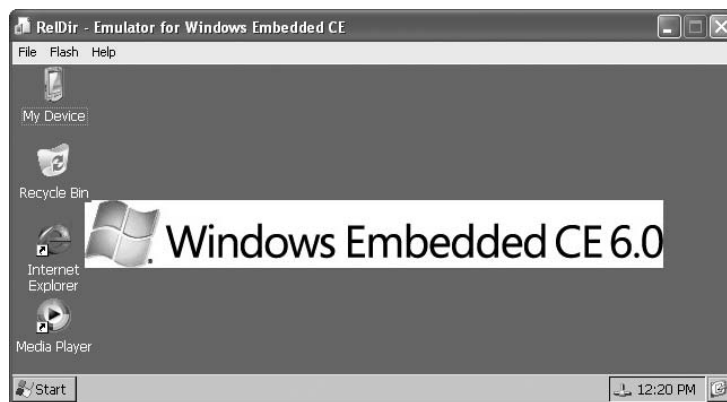 RelDir - Emulator for Windows Embedded CE
File Flash Help
My Device
Recycle Bin
Windows Embedded CE 6.0
Internet
Explorer
Media Player
Start
12:20 PM